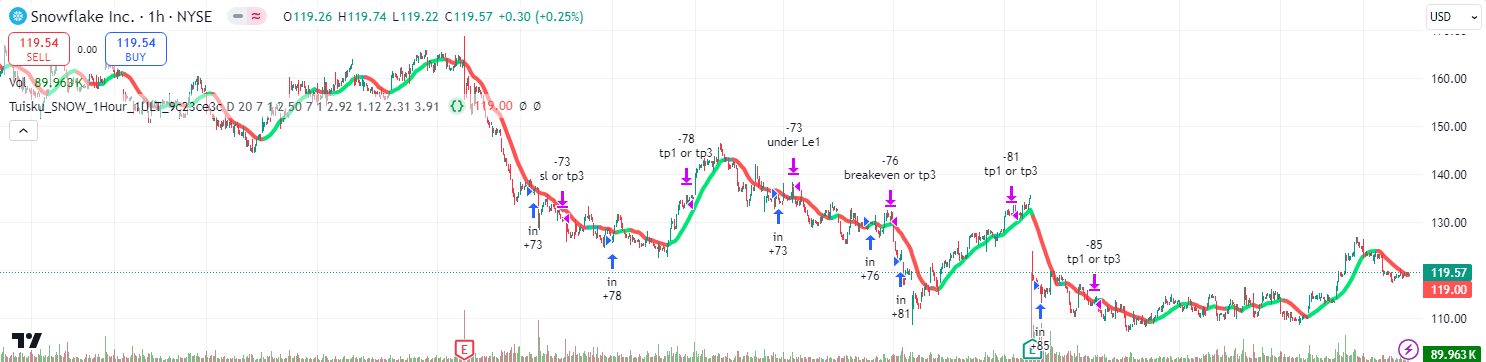 Snowflake Inc. · 1h · NYSE O119.26 H119.74 L119.22 C119.57 +0.30 (+0.25%)
USD
119.54 0.00 119.54
SELL BUY
Vol 89.963 K
Tuisku_SNOW_1Hour_1ULT_9c23ce3c D 20 7 1 2.50 7 1 2.92 1.12 2.31 3.91 {} 119.00 Ø Ø
160.00
150.00
140.00
130.00
119.57
119.00
110.00
89.963 K
-73
sl or tp3
-78
tp1 or tp3
-73
under Le1
-76
breakeven or tp3
-81
tp1 or tp3
-85
tp1 or tp3
in
+73
in
+78
in
+73
in
+76
in
+81
in
+85
E
E